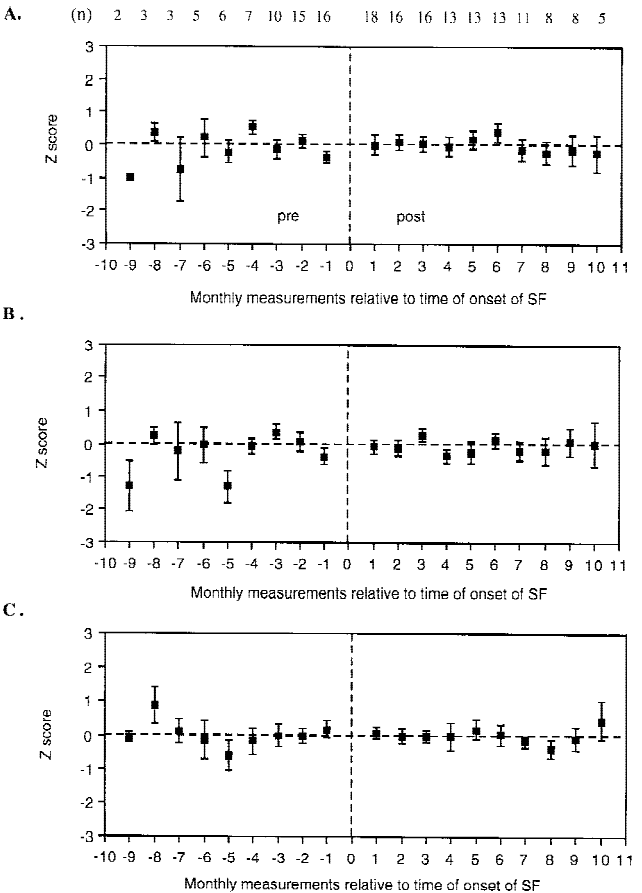 A. (n) 2 3 3 5 6 7 10 15 16 18 16 16 13 13 13 11 8 8 5
3
2
1
0
-1
-2
-3
Z score
pre post
-10 -9 -8 -7 -6 -5 -4 -3 -2 -1 0 1 2 3 4 5 6 7 8 9 10 11
Monthly measurements relative to time of onset of SF
B.
3
2
1
0
-1
-2
-3
Z score
-10 -9 -8 -7 -6 -5 -4 -3 -2 -1 0 1 2 3 4 5 6 7 8 9 10 11
Monthly measurements relative to time of onset of SF
C.
3
2
1
0
-1
-2
-3
Z score
-10 -9 -8 -7 -6 -5 -4 -3 -2 -1 0 1 2 3 4 5 6 7 8 9 10 11
Monthly measurements relative to time of onset of SF